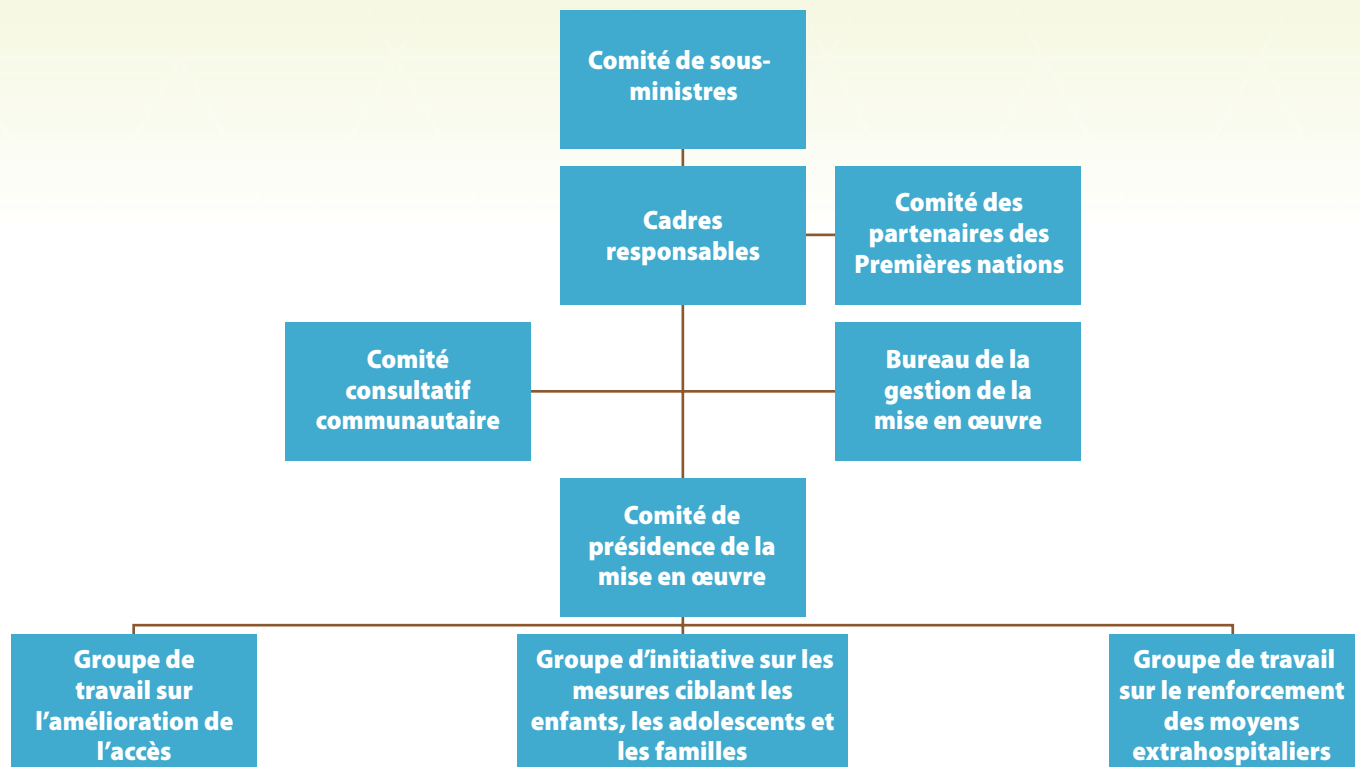 Comité de sous-
ministres
Cadres
responsables
Comité des
partenaires des
Premières nations
Comité
consultatif
communautaire
Bureau de la
gestion de la
mise en œuvre
Comité de
présidence de la
mise en œuvre
Groupe de
travail sur
l’amélioration de
l’accès
Groupe d’initiative sur les
mesures ciblant les
enfants, les adolescents et
les familles
Groupe de travail
sur le renforcement
des moyens
extrahospitaliers